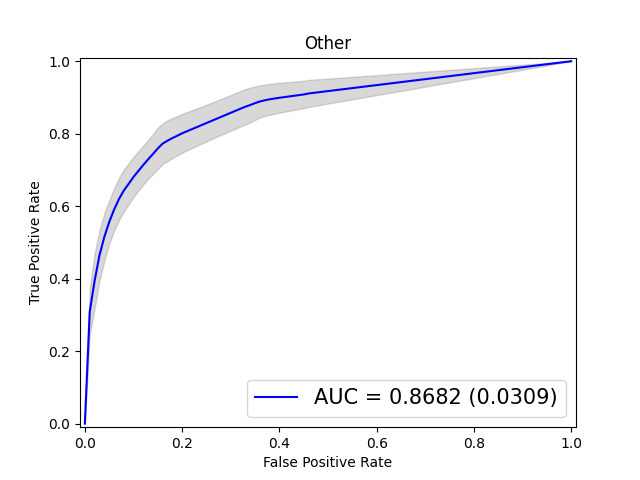 Other
1.0
0.8
0.6
0.4
0.2
0.0
True Positive Rate
AUC = 0.8682 (0.0309)
0.0 0.2 0.4 0.6 0.8 1.0
False Positive Rate